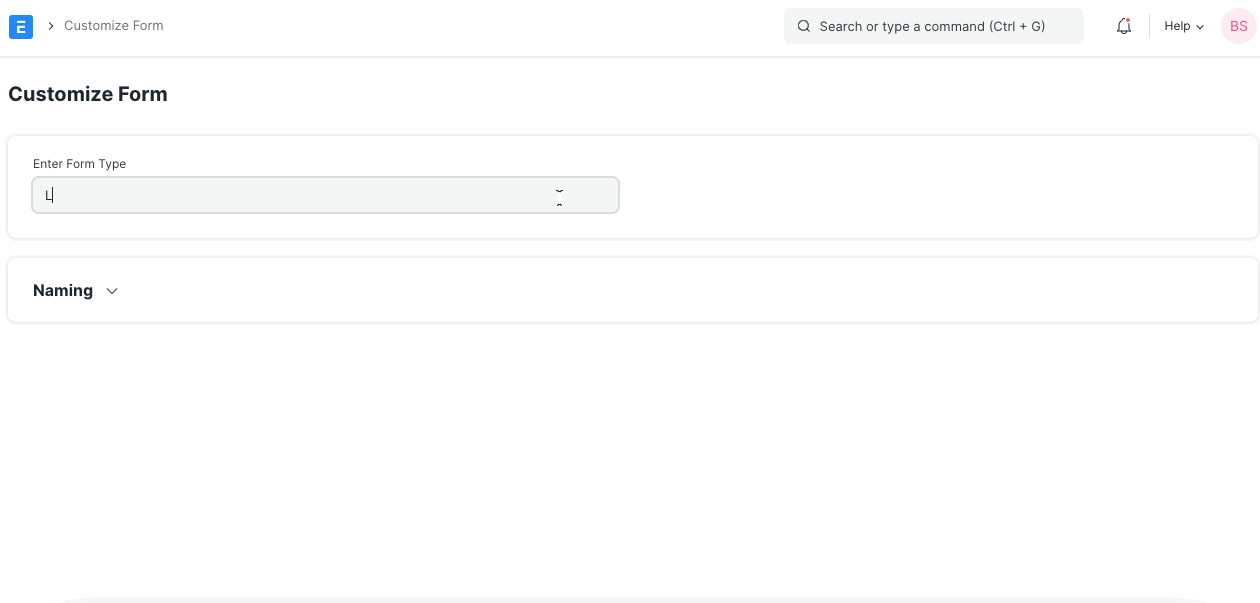 E
Customize Form
Search or type a command (Ctrl + G)
Help
BS
Customize Form
Enter Form Type
L
Naming